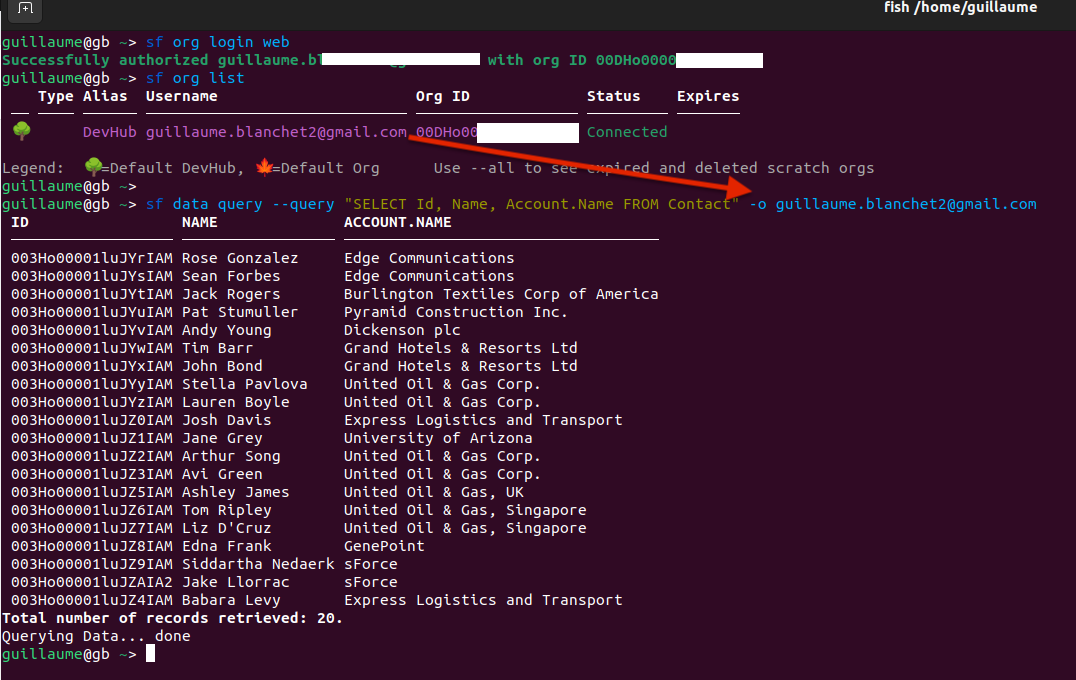 fish /home/guillaume
guillaume@gb ~> sf org login web
Successfully authorized guillaume.bl with org ID 00DHo0000
guillaume@gb ~> sf org list
Type Alias Username Org ID Status Expires
🌳 DevHub guillaume.blanchet2@gmail.com 00DHo00 Connected
Legend: 🌳=Default DevHub, 🍁=Default Org Use --all to see expired and deleted scratch orgs
guillaume@gb ~>
guillaume@gb ~> sf data query --query "SELECT Id, Name, Account.Name FROM Contact" -o guillaume.blanchet2@gmail.com
ID NAME ACCOUNT.NAME
003Ho00001luJYrIAM Rose Gonzalez Edge Communications
003Ho00001luJYsIAM Sean Forbes Edge Communications
003Ho00001luJYtIAM Jack Rogers Burlington Textiles Corp of America
003Ho00001luJYuIAM Pat Stumuller Pyramid Construction Inc.
003Ho00001luJYvIAM Andy Young Dickenson plc
003Ho00001luJYwIAM Tim Barr Grand Hotels & Resorts Ltd
003Ho00001luJYxIAM John Bond Grand Hotels & Resorts Ltd
003Ho00001luJYyIAM Stella Pavlova United Oil & Gas Corp.
003Ho00001luJYzIAM Lauren Boyle United Oil & Gas Corp.
003Ho00001luJZ0IAM Josh Davis Express Logistics and Transport
003Ho00001luJZ1IAM Jane Grey University of Arizona
003Ho00001luJZ2IAM Arthur Song United Oil & Gas Corp.
003Ho00001luJZ3IAM Avi Green United Oil & Gas Corp.
003Ho00001luJZ5IAM Ashley James United Oil & Gas, UK
003Ho00001luJZ6IAM Tom Ripley United Oil & Gas, Singapore
003Ho00001luJZ7IAM Liz D'Cruz United Oil & Gas, Singapore
003Ho00001luJZ8IAM Edna Frank GenePoint
003Ho00001luJZ9IAM Siddartha Nedaerk sForce
003Ho00001luJZAIA2 Jake Llorrac sForce
003Ho00001luJZ4IAM Babara Levy Express Logistics and Transport
Total number of records retrieved: 20.
Querying Data... done
guillaume@gb ~>